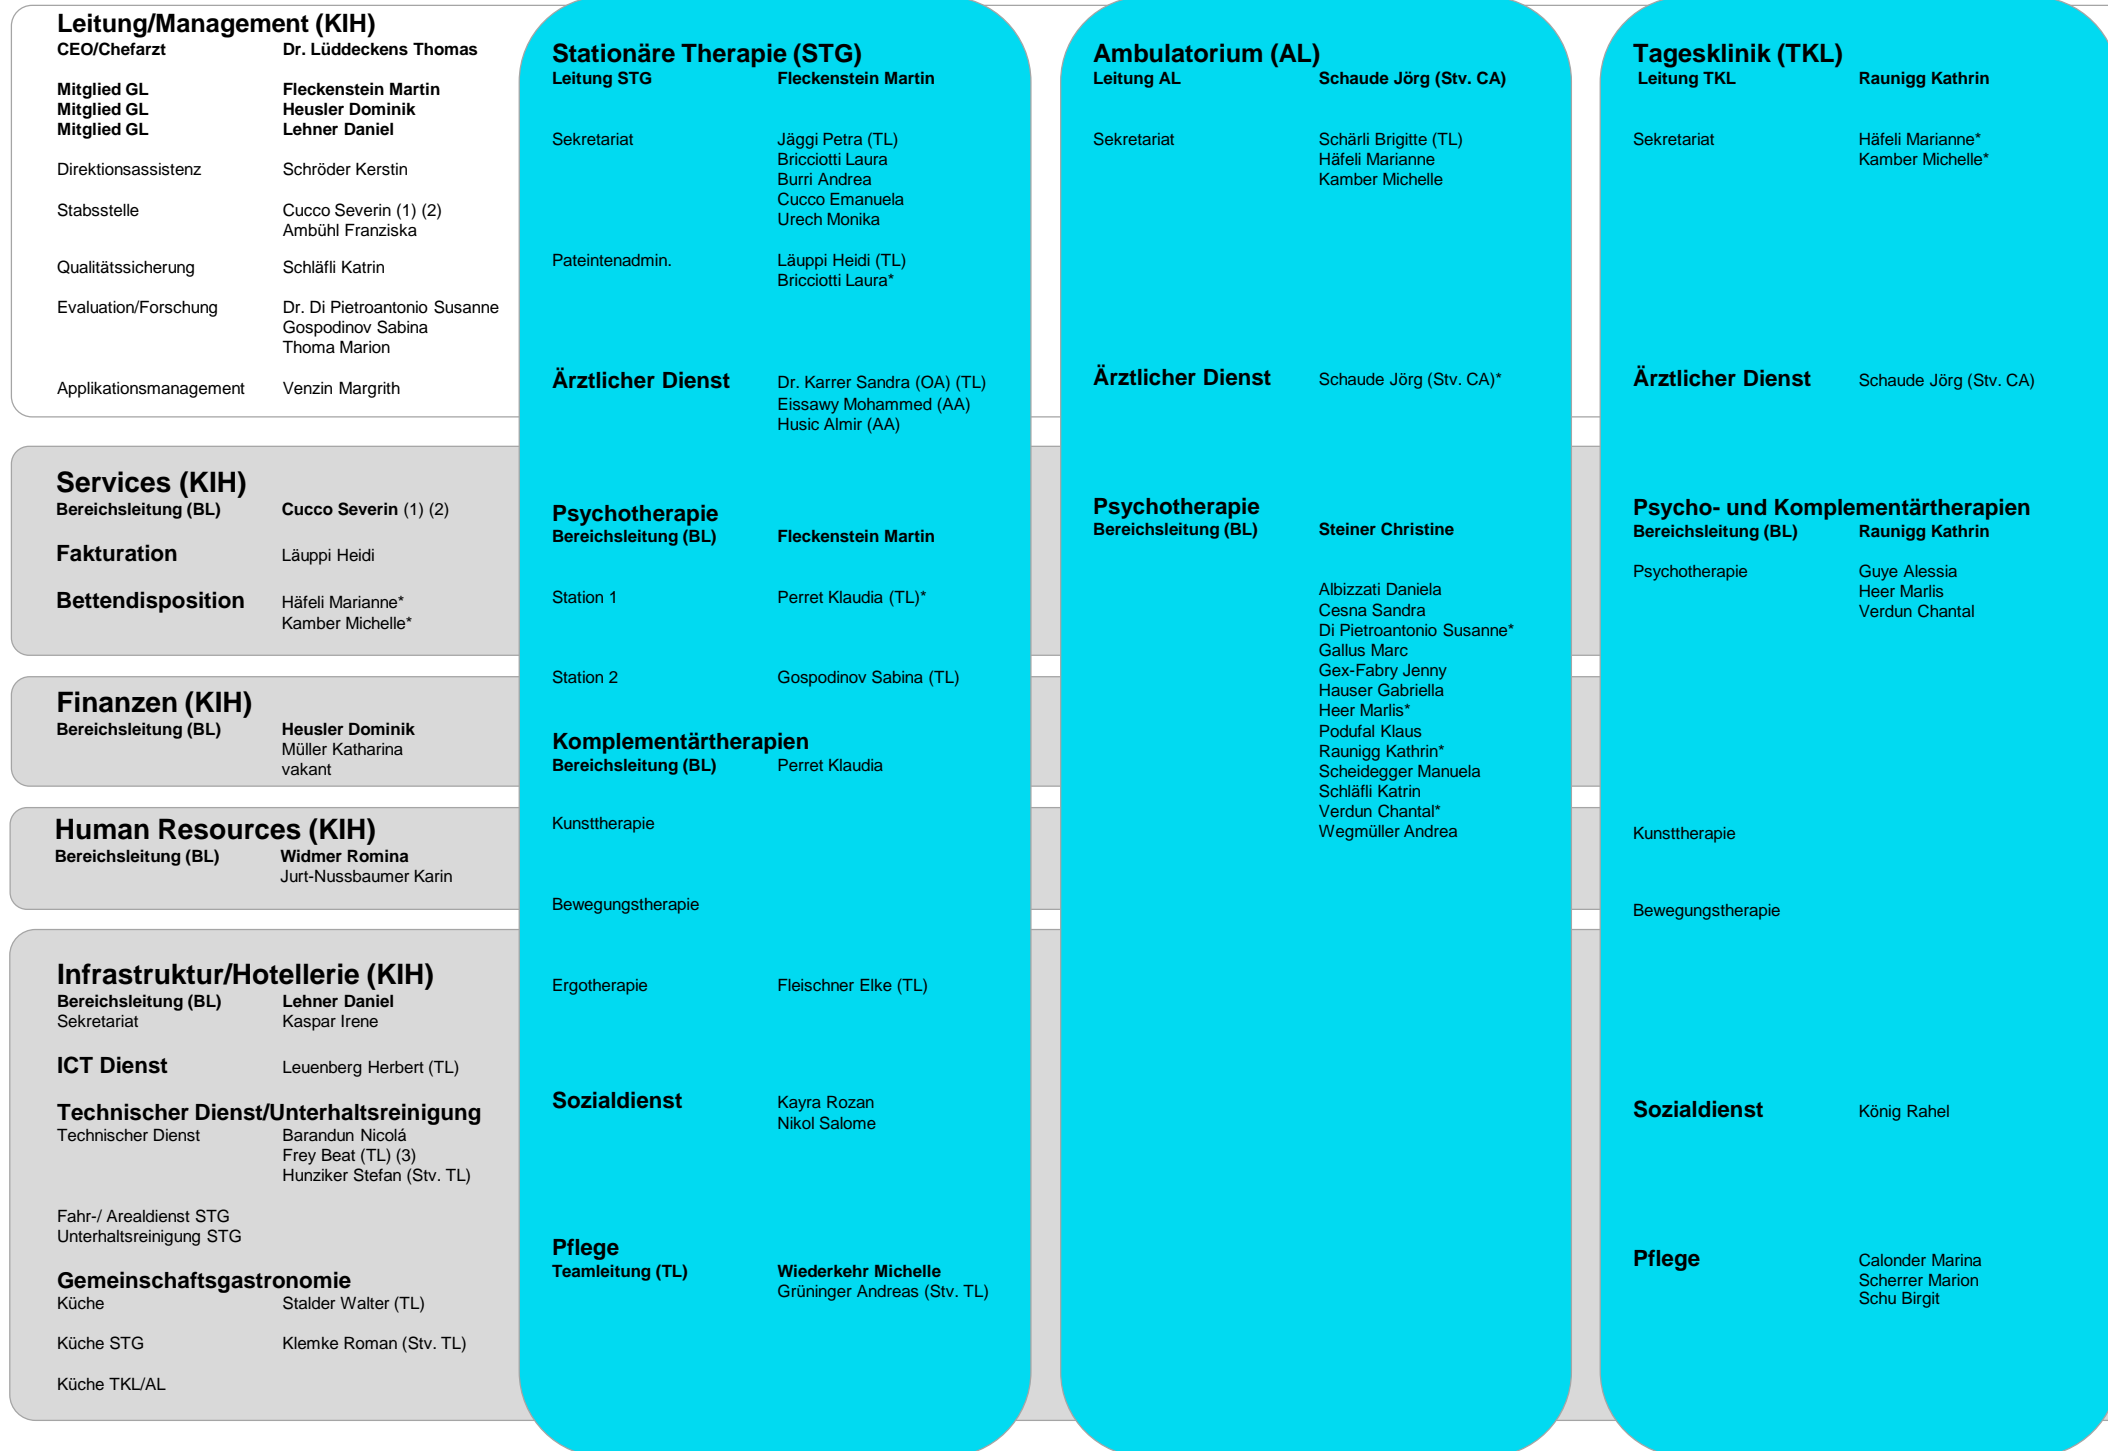 Leitung/Management (KIH)
CEO/Chefarzt Dr. Lüddeckens Thomas
Mitglied GL Fleckenstein Martin
Mitglied GL Heusler Dominik
Mitglied GL Lehner Daniel
Direktionsassistenz Schröder Kerstin
Stabsstelle Cucco Severin (1) (2)
Ambühl Franziska
Qualitätssicherung Schläfli Katrin
Evaluation/Forschung Dr. Di Pietroantonio Susanne
Gospodinov Sabina
Thoma Marion
Applikationsmanagement Venzin Margrith
Services (KIH)
Bereichsleitung (BL) Cucco Severin (1) (2)
Fakturation Läuppi Heidi
Bettendisposition Häfeli Marianne*
Kamber Michelle*
Finanzen (KIH)
Bereichsleitung (BL) Heusler Dominik
Müller Katharina
vakant
Human Resources (KIH)
Bereichsleitung (BL) Widmer Romina
Jurt-Nussbaumer Karin
Infrastruktur/Hotellerie (KIH)
Bereichsleitung (BL) Lehner Daniel
Sekretariat Kaspar Irene
ICT Dienst Leuenberg Herbert (TL)
Technischer Dienst/Unterhaltsreinigung
Technischer Dienst Barandun Nicolá
Frey Beat (TL) (3)
Hunziker Stefan (Stv. TL)
Fahr-/ Arealdienst STG
Unterhaltsreinigung STG
Gemeinschaftsgastronomie
Küche Stalder Walter (TL)
Küche STG Klemke Roman (Stv. TL)
Küche TKL/AL
Stationäre Therapie (STG)
Leitung STG Fleckenstein Martin
Sekretariat Jäggi Petra (TL)
Bricciotti Laura
Burri Andrea
Cucco Emanuela
Urech Monika
Pateintenadmin. Läuppi Heidi (TL)
Bricciotti Laura*
Ärztlicher Dienst Dr. Karrer Sandra (OA) (TL)
Eissawy Mohammed (AA)
Husic Almir (AA)
Psychotherapie
Bereichsleitung (BL) Fleckenstein Martin
Station 1 Perret Klaudia (TL)*
Station 2 Gospodinov Sabina (TL)
Komplementärtherapien
Bereichsleitung (BL) Perret Klaudia
Kunsttherapie
Bewegungstherapie
Ergotherapie Fleischner Elke (TL)
Sozialdienst Kayra Rozan
Nikol Salome
Pflege
Teamleitung (TL) Wiederkehr Michelle
Grüninger Andreas (Stv. TL)
Ambulatorium (AL)
Leitung AL Schaude Jörg (Stv. CA)
Sekretariat Schärli Brigitte (TL)
Häfeli Marianne
Kamber Michelle
Ärztlicher Dienst Schaude Jörg (Stv. CA)*
Psychotherapie
Bereichsleitung (BL) Steiner Christine
Albizzati Daniela
Cesna Sandra
Di Pietroantonio Susanne*
Gallus Marc
Gex-Fabry Jenny
Hauser Gabriella
Heer Marlis*
Podufal Klaus
Raunigg Kathrin*
Scheidegger Manuela
Schläfli Katrin
Verdun Chantal*
Wegmüller Andrea
Tagesklinik (TKL)
Leitung TKL Raunigg Kathrin
Sekretariat Häfeli Marianne*
Kamber Michelle*
Ärztlicher Dienst Schaude Jörg (Stv. CA)
Psycho- und Komplementärtherapien
Bereichsleitung (BL) Raunigg Kathrin
Psychotherapie Guye Alessia
Heer Marlis
Verdun Chantal
Kunsttherapie
Bewegungstherapie
Sozialdienst König Rahel
Pflege Calonder Marina
Scherrer Marion
Schu Birgit